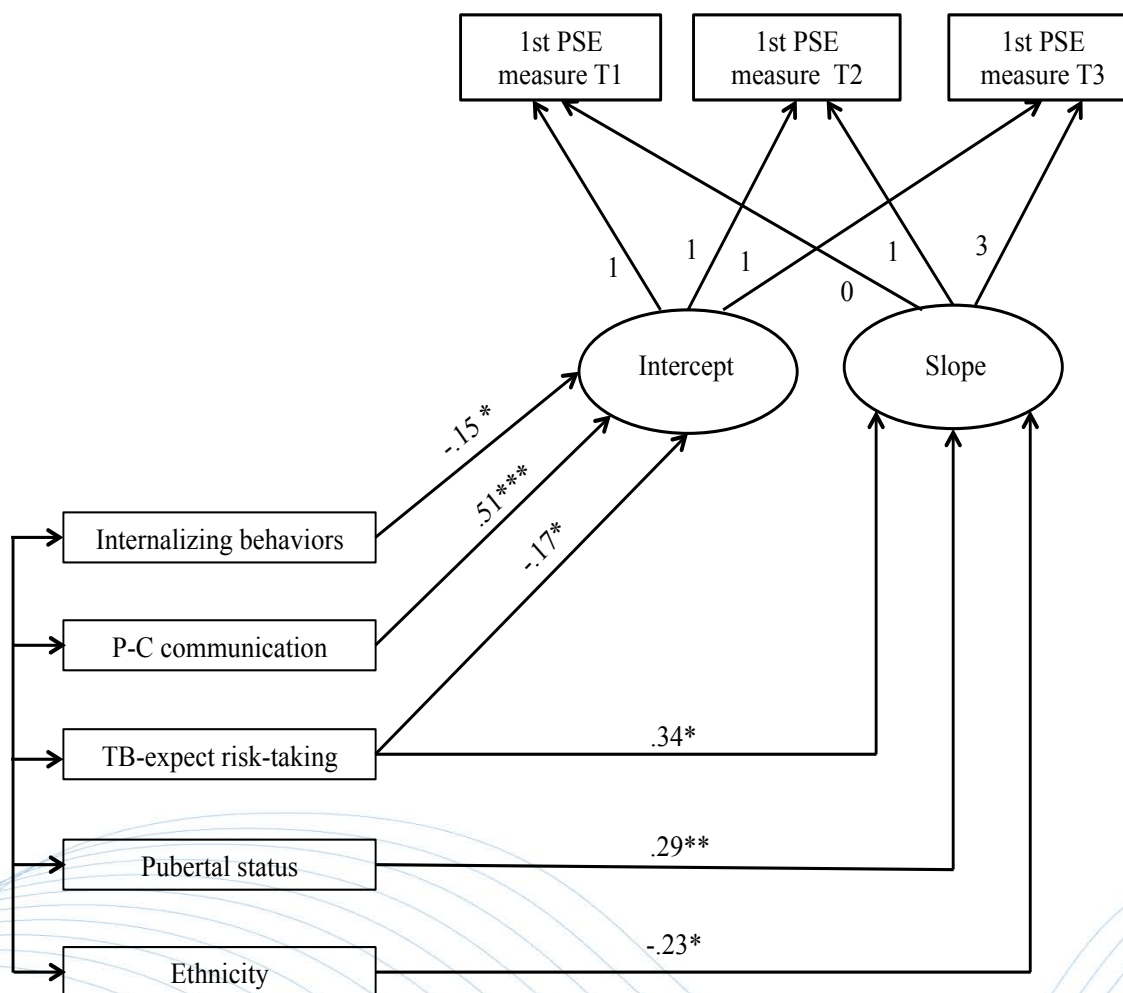 1st PSE
measure T1
1st PSE
measure  T2
1st PSE
measure T3
1
1
1
0
1
3
Intercept
Slope
-.15*
.51***
-.17*
Internalizing behaviors
P-C communication
TB-expect risk-taking
.34*
Pubertal status
.29**
Ethnicity
-.23*